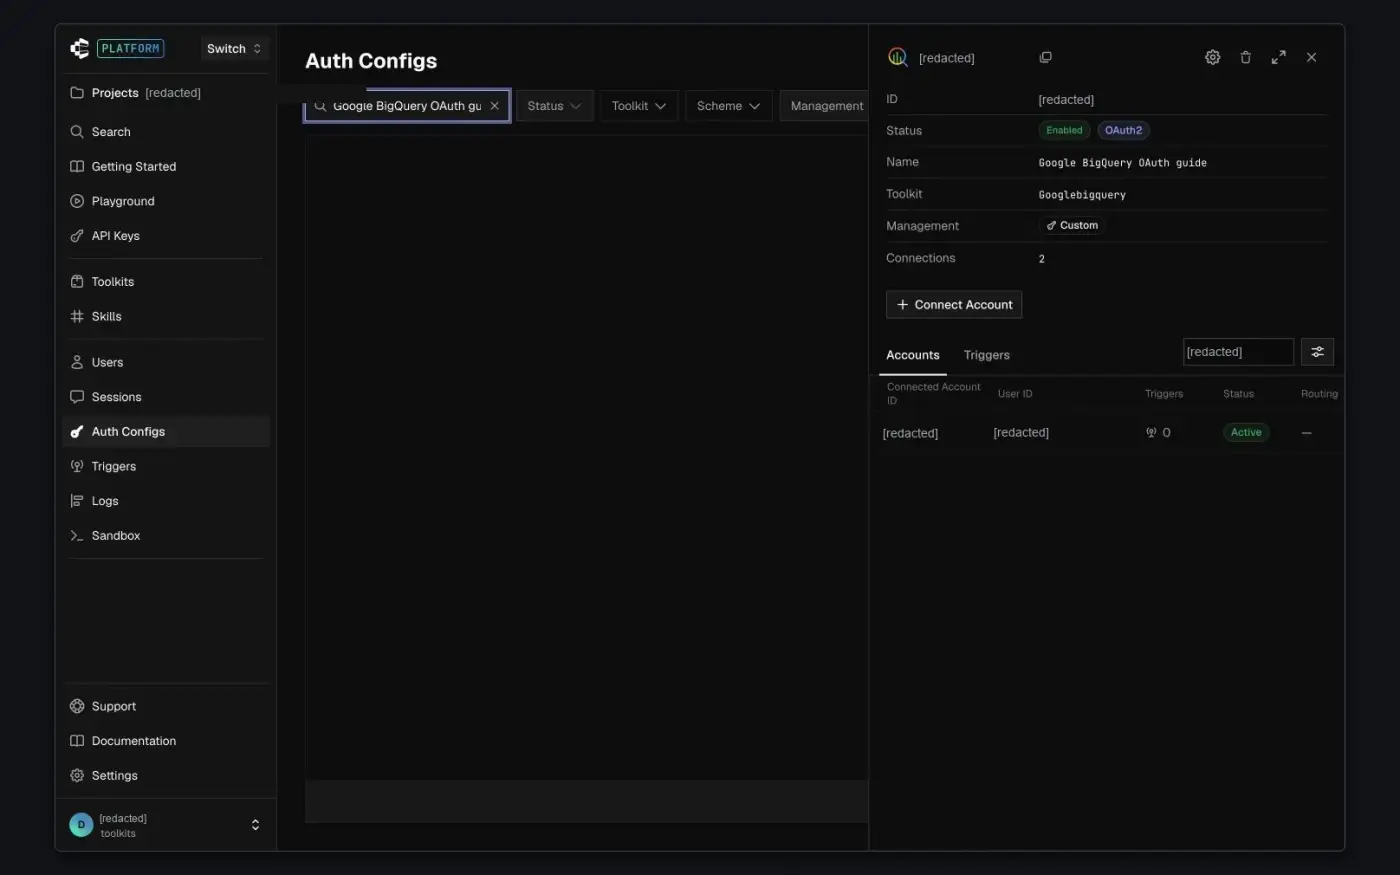 PLATFORM
Switch
Projects [redacted]
Search
Getting Started
Playground
API Keys
Toolkits
Skills
Users
Sessions
Auth Configs
Triggers
Logs
Sandbox
Support
Documentation
Settings
D
[redacted]
toolkits
Auth Configs
Google BigQuery OAuth gu
Status
Toolkit
Scheme
Management
[redacted]
ID [redacted]
Status Enabled OAuth2
Name Google BigQuery OAuth guide
Toolkit Googlebigquery
Management Custom
Connections 2
+ Connect Account
Accounts Triggers [redacted]
Connected Account ID User ID Triggers Status Routing
[redacted] [redacted] 0 Active —